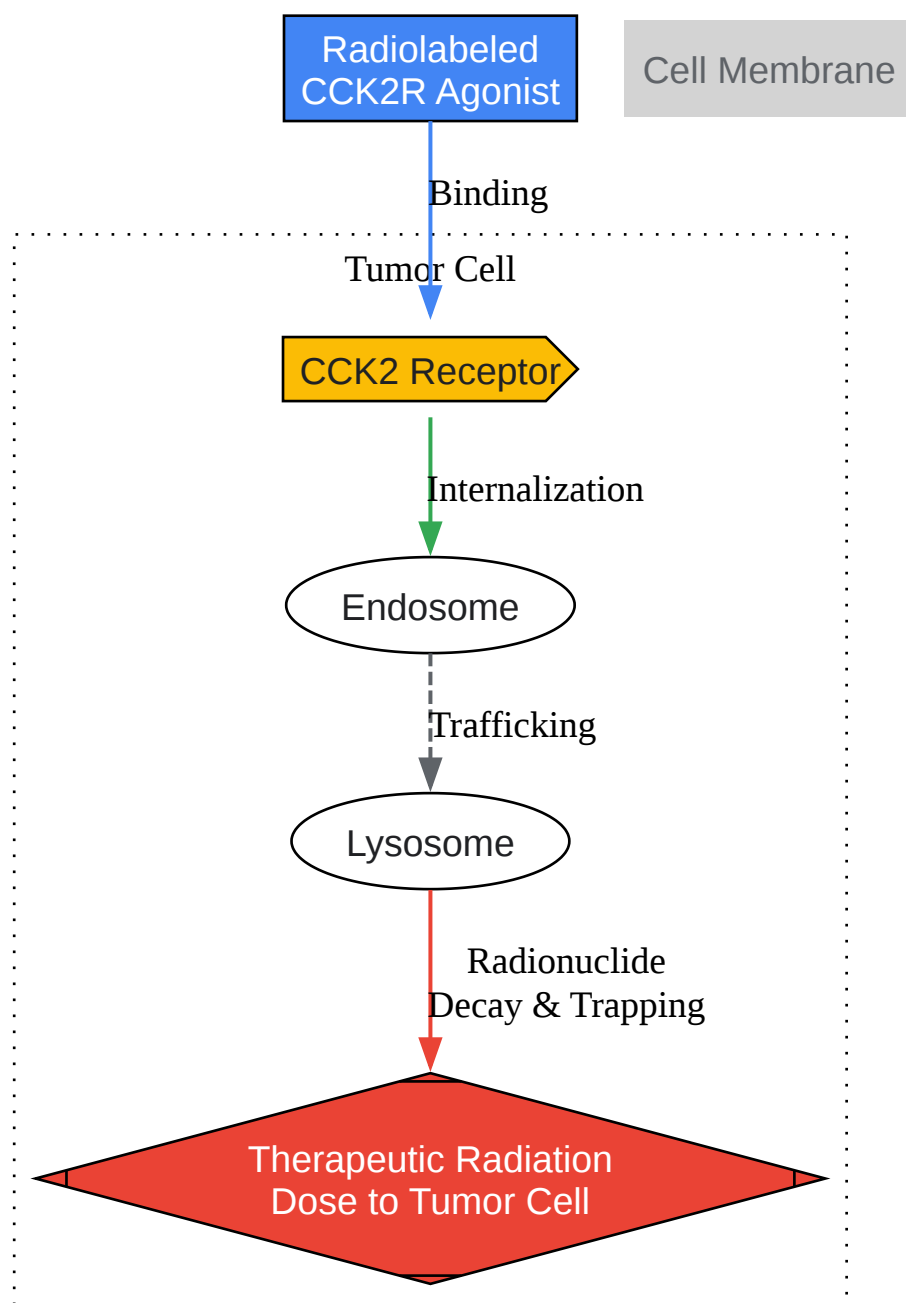 Radiolabeled
CCK2R Agonist
Cell Membrane
Binding
Tumor Cell
CCK2 Receptor
Internalization
Endosome
Trafficking
Lysosome
Radionuclide
Decay & Trapping
Therapeutic Radiation
Dose to Tumor Cell